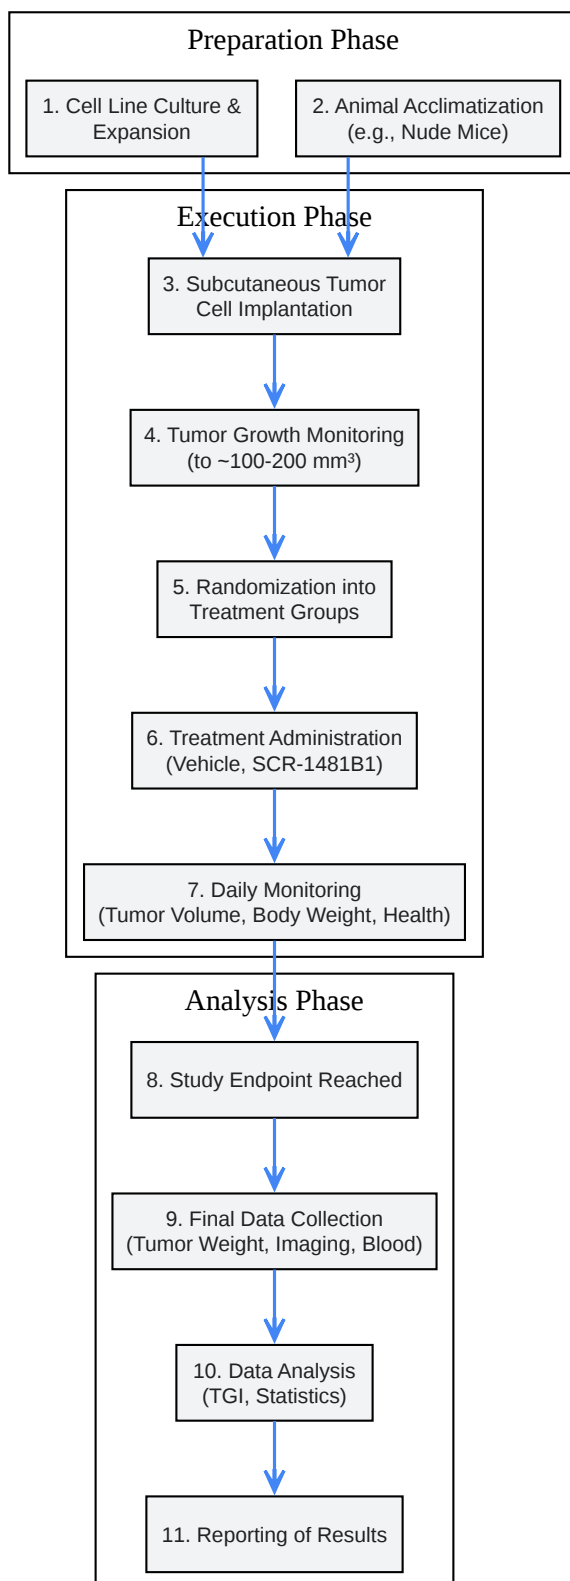 Preparation Phase
1. Cell Line Culture &
Expansion
2. Animal Acclimatization
(e.g., Nude Mice)
Execution Phase
3. Subcutaneous Tumor
Cell Implantation
4. Tumor Growth Monitoring
(to ~100-200 mm³)
5. Randomization into
Treatment Groups
6. Treatment Administration
(Vehicle, SCR-1481B1)
7. Daily Monitoring
(Tumor Volume, Body Weight, Health)
Analysis Phase
8. Study Endpoint Reached
9. Final Data Collection
(Tumor Weight, Imaging, Blood)
10. Data Analysis
(TGI, Statistics)
11. Reporting of Results